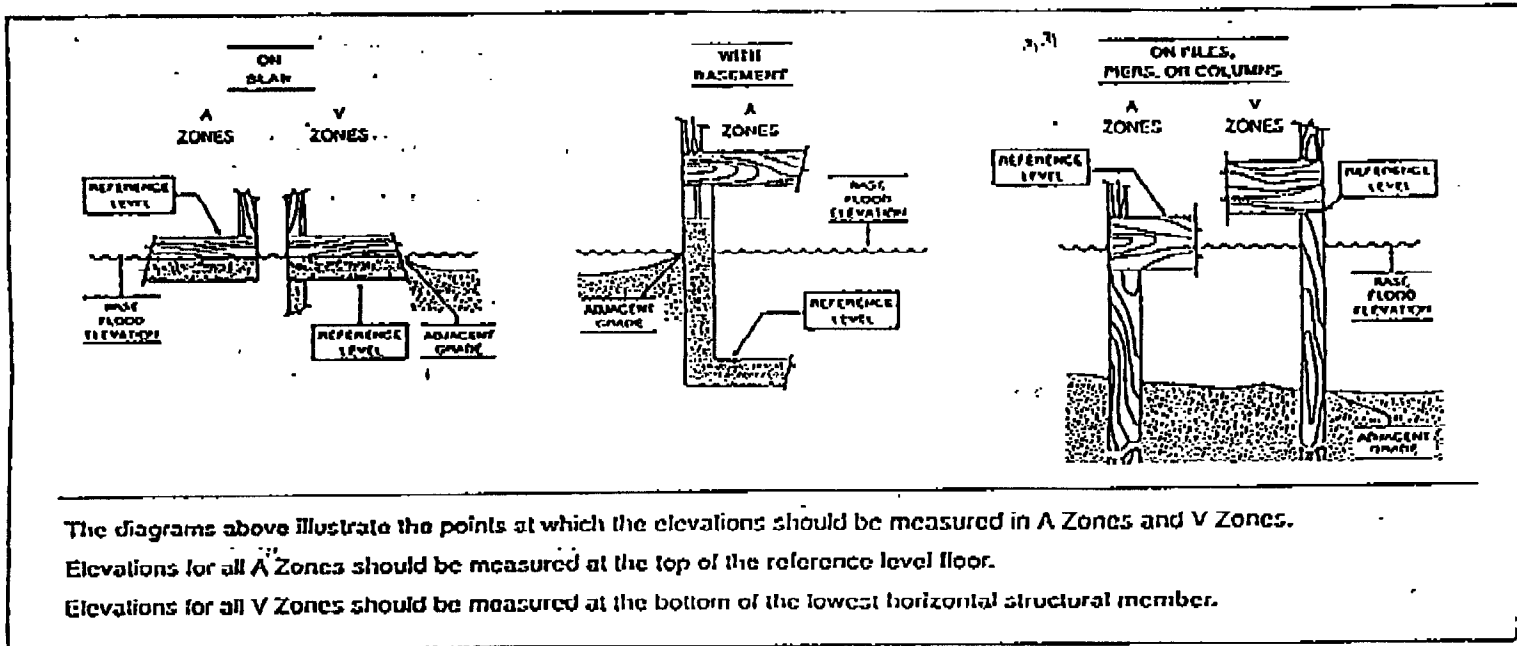 ON
SLAB
A
ZONES
V
ZONES
REFERENCE
LEVEL
BASE
FLOOD
ELEVATION
REFERENCE
LEVEL
ADJACENT
GRADE
WITH
BASEMENT
A
ZONES
BASE
FLOOD
ELEVATION
ADJACENT
GRADE
REFERENCE
LEVEL
ON PILES,
PIERS, OR COLUMNS
A
ZONES
V
ZONES
REFERENCE
LEVEL
REFERENCE
LEVEL
BASE
FLOOD
ELEVATION
ADJACENT
GRADE
The diagrams above illustrate the points at which the elevations should be measured in A Zones and V Zones.
Elevations for all A Zones should be measured at the top of the reference level floor.
Elevations for all V Zones should be measured at the bottom of the lowest horizontal structural member.